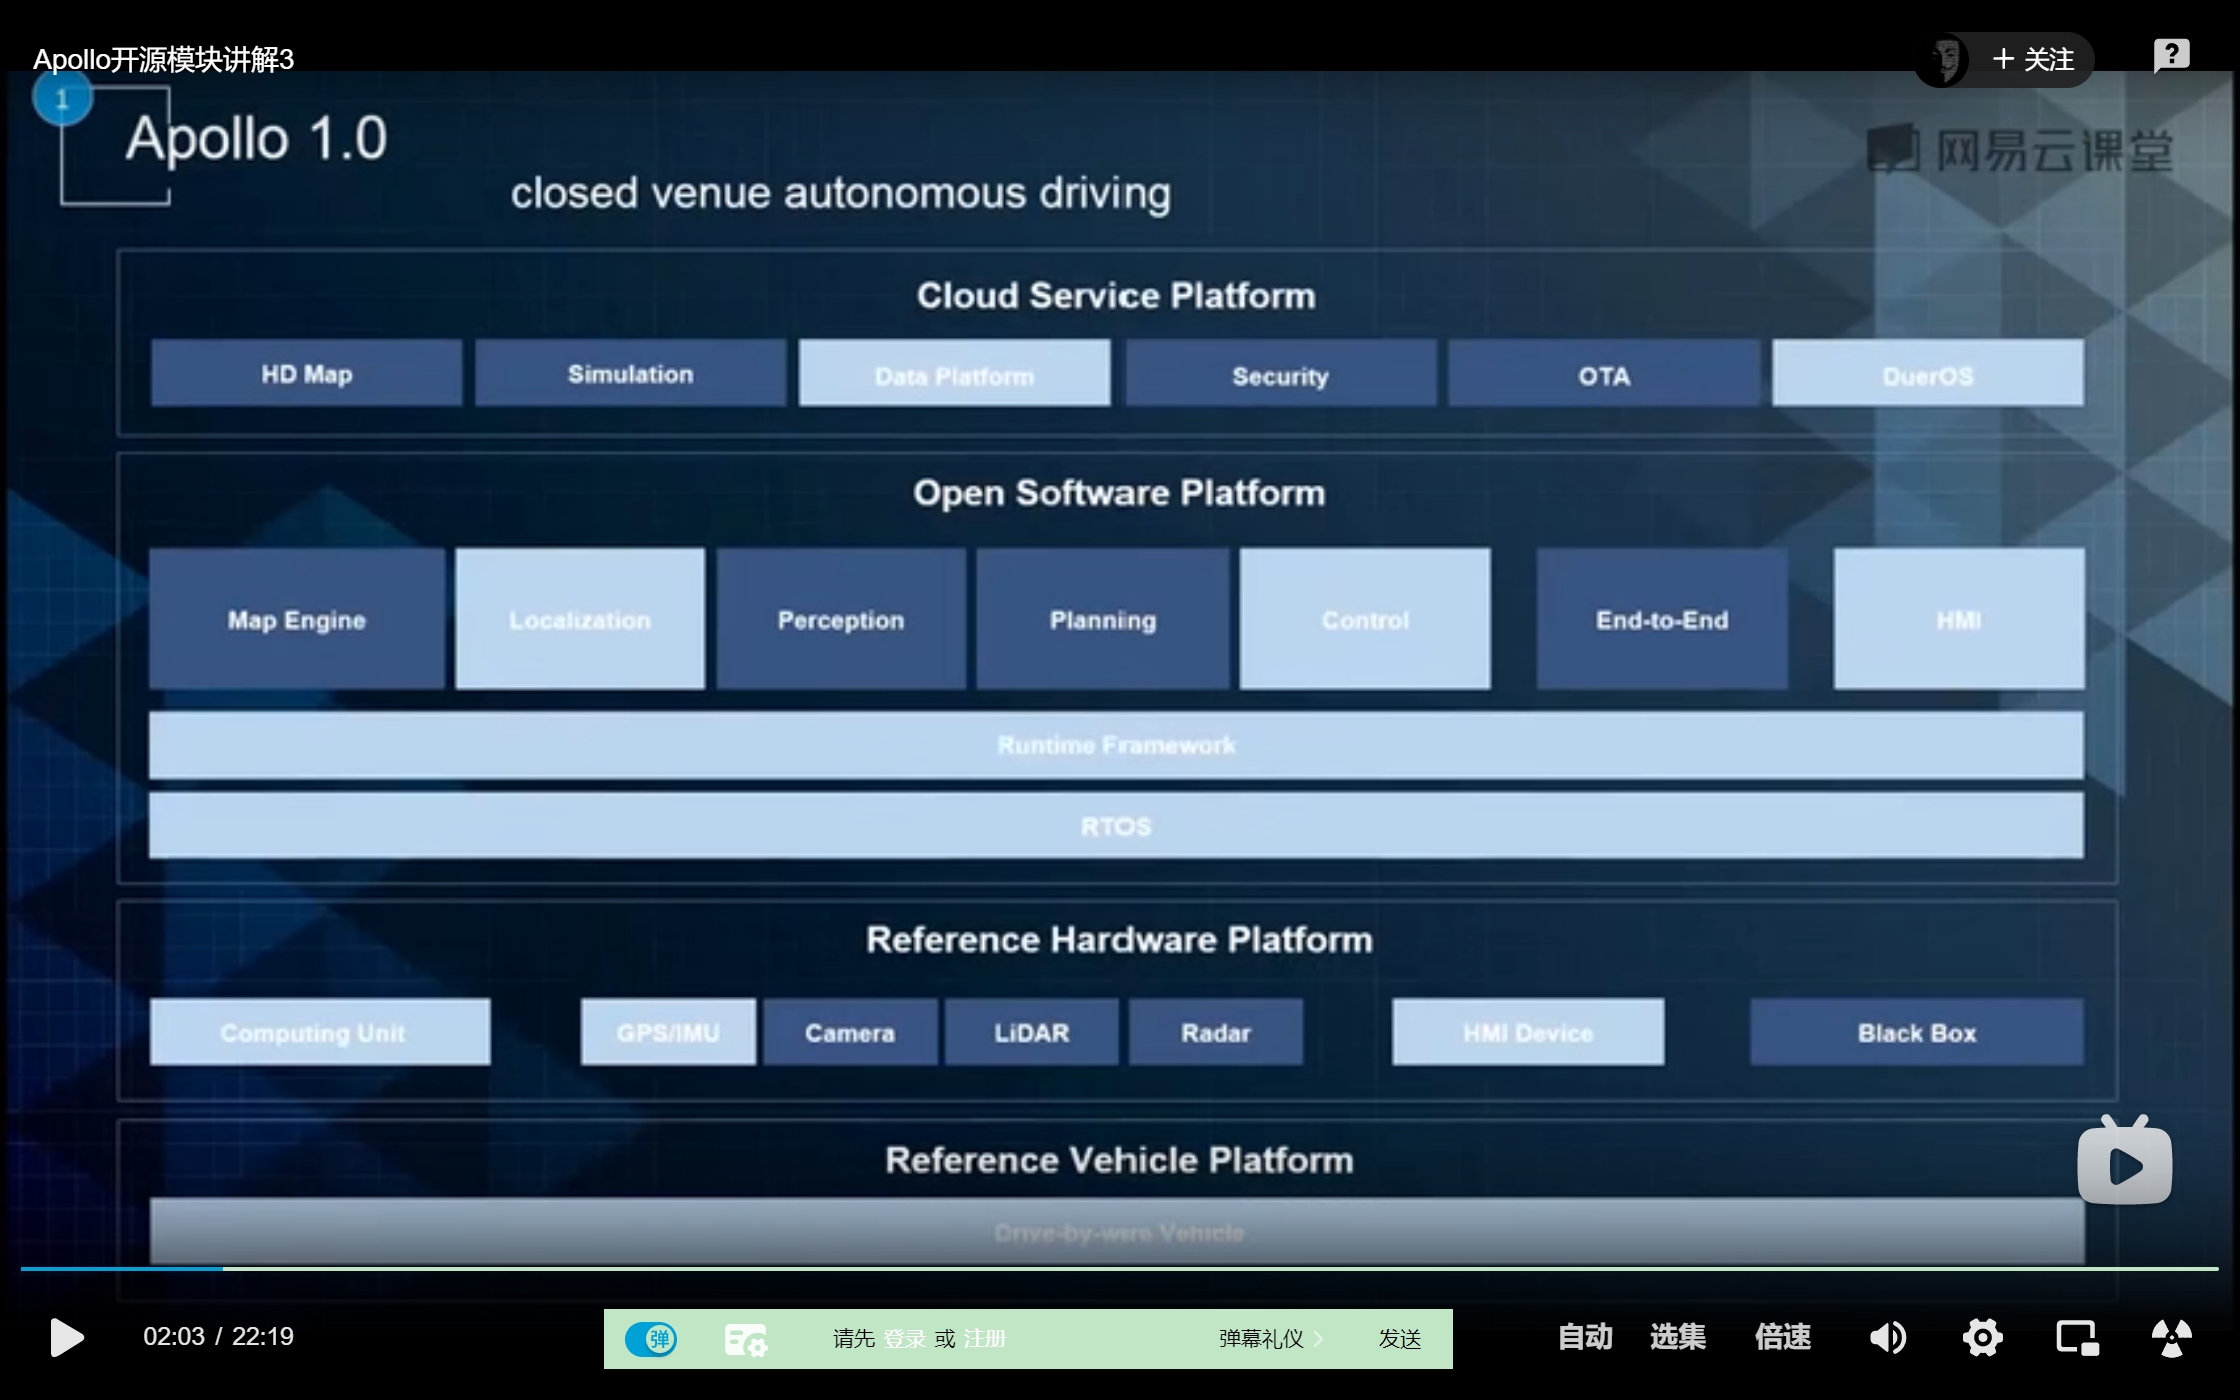 Apollo开源模块讲解3
+ 关注
?
1
Apollo 1.0
网易云课堂
closed venue autonomous driving
Cloud Service Platform
HD Map
Simulation
Data Platform
Security
OTA
DuerOS
Open Software Platform
Map Engine
Localization
Perception
Planning
Control
End-to-End
HMI
Runtime Framework
RTOS
Reference Hardware Platform
Computing Unit
GPS/IMU
Camera
LiDAR
Radar
HMI Device
Black Box
Reference Vehicle Platform
Drive-by-wire Vehicle
02:03 / 22:19
弹
请先 登录 或 注册
弹幕礼仪 >
发送
自动
选集
倍速